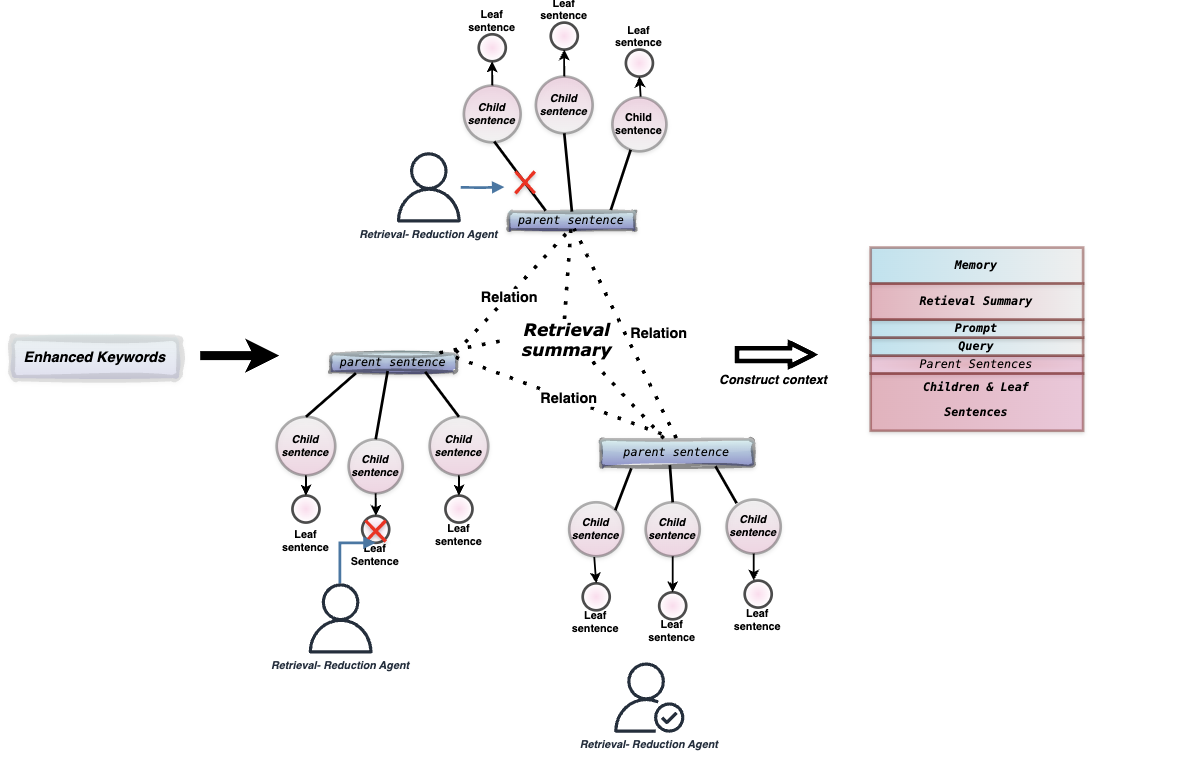 Leaf
sentence
Leaf
sentence
Leaf
sentence
Child
sentence
Child
sentence
Child
sentence
Retrieval- Reduction Agent
parent sentence
Relation
Retrieval
summary
Relation
Relation
Enhanced Keywords
parent sentence
Child
sentence
Child
sentence
Child
sentence
Leaf
sentence
Leaf
Sentence
Leaf
sentence
Retrieval- Reduction Agent
parent sentence
Child
sentence
Child
sentence
Child
sentence
Leaf
sentence
Leaf
sentence
Leaf
sentence
Retrieval- Reduction Agent
Construct context
Memory
Retieval Summary
Prompt
Query
Parent Sentences
Children & Leaf
Sentences